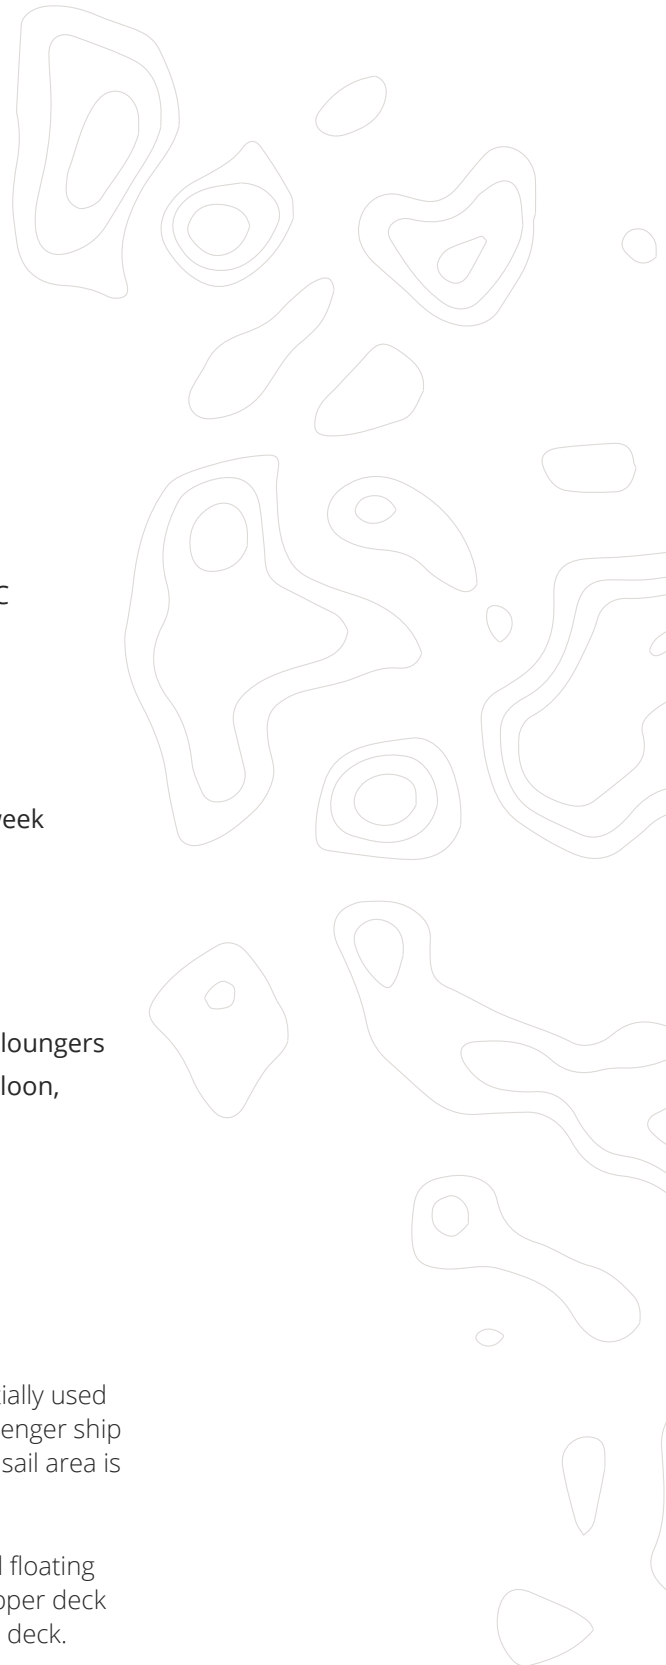 C
eek
loungers
loon,
ially used
enger ship
sail area is
floating
pper deck
deck.